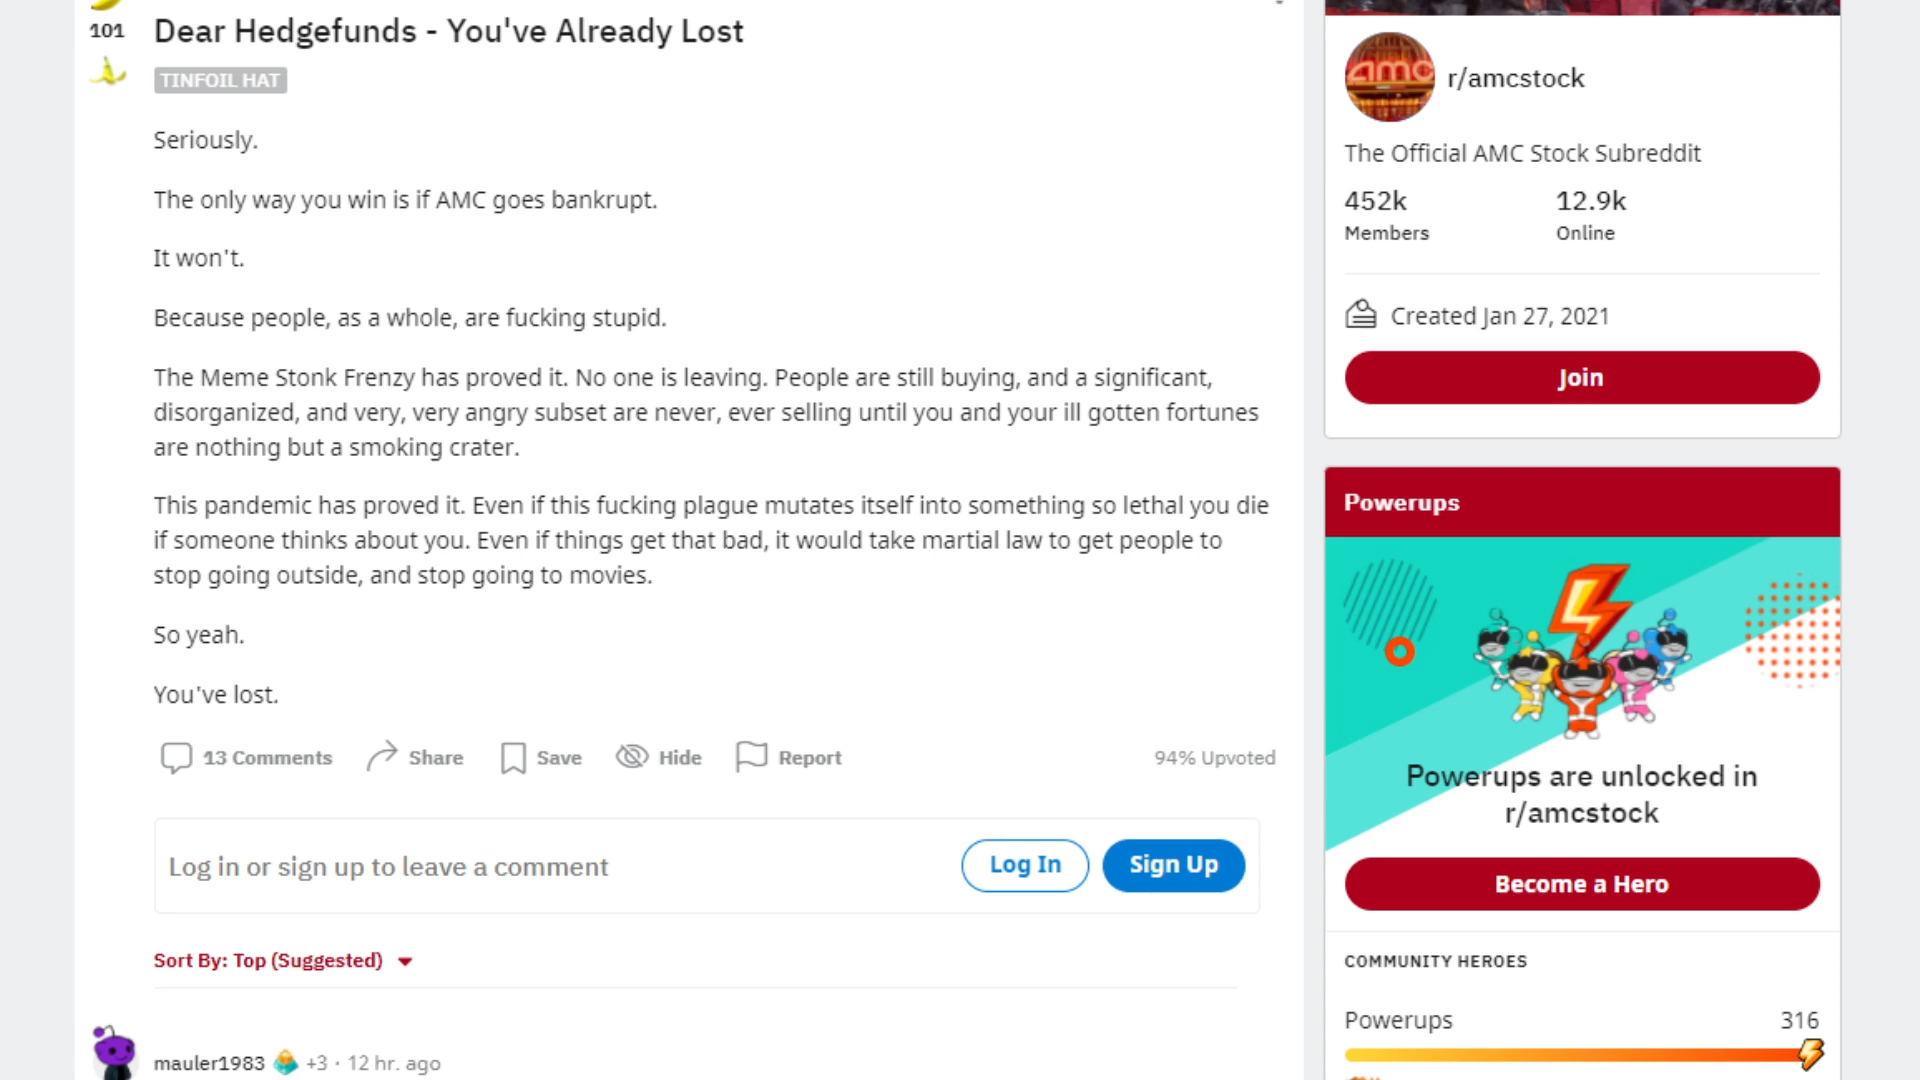 101
Dear Hedgefunds - You've Already Lost
TINFOIL HAT
Seriously.
The only way you win is if AMC goes bankrupt.
It won't.
Because people, as a whole, are fucking stupid.
The Meme Stonk Frenzy has proved it. No one is leaving. People are still buying, and a significant,
disorganized, and very, very angry subset are never, ever selling until you and your ill gotten fortunes
are nothing but a smoking crater.
This pandemic has proved it. Even if this fucking plague mutates itself into something so lethal you die
if someone thinks about you. Even if things get that bad, it would take martial law to get people to
stop going outside, and stop going to movies.
So yeah.
You've lost.
13 Comments Share Save Hide Report 94% Upvoted
Log in or sign up to leave a comment Log In Sign Up
Sort By: Top (Suggested)
mauler1983 +3 · 12 hr. ago
amc
r/amcstock
The Official AMC Stock Subreddit
452k 12.9k
Members Online
Created Jan 27, 2021
Join
Powerups
Powerups are unlocked in
r/amcstock
Become a Hero
COMMUNITY HEROES
Powerups 316